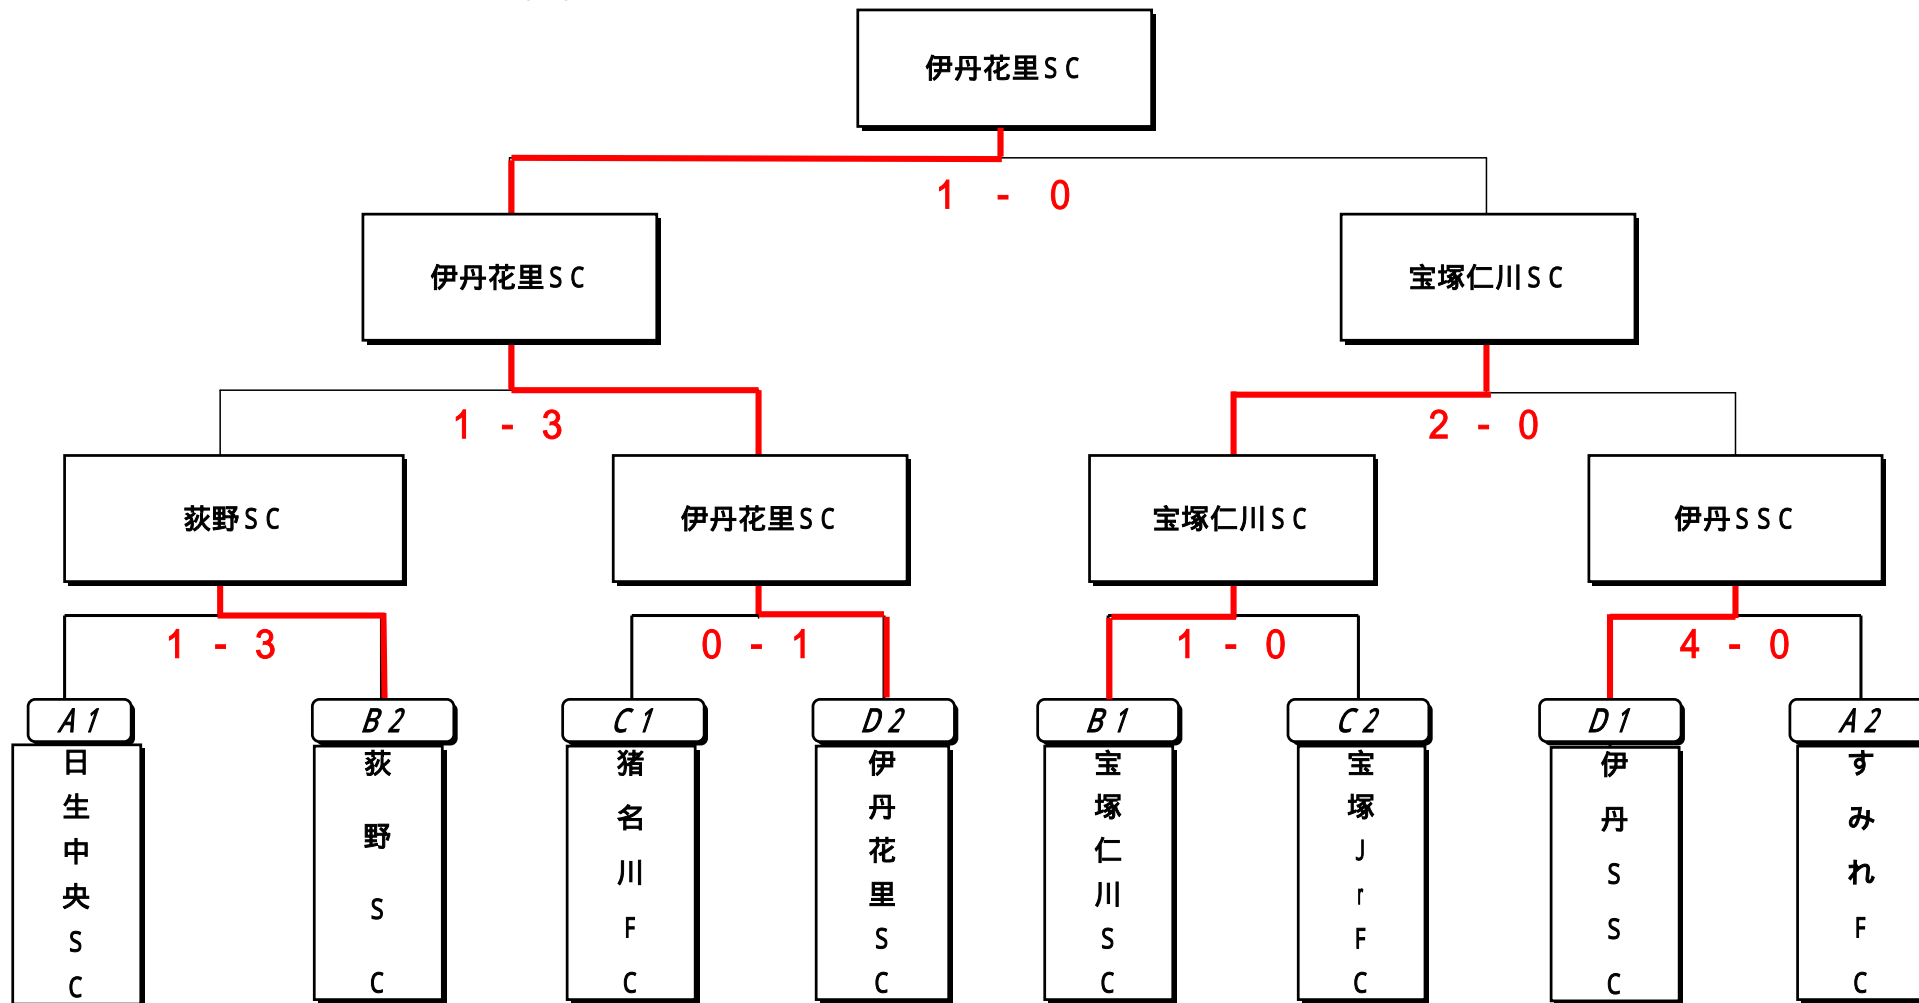 伊丹花里SC
1 - 0
伊丹花里SC
宝塚仁川SC
1 - 3
2 - 0
荻野SC
伊丹花里SC
宝塚仁川SC
伊丹SSC
1 - 3
0 - 1
1 - 0
4 - 0
A1
B2
C1
D2
B1
C2
D1
A2
日生中央SC
荻野SC
猪名川FC
伊丹花里SC
宝塚仁川SC
宝塚JrFC
伊丹SSC
すみれFC